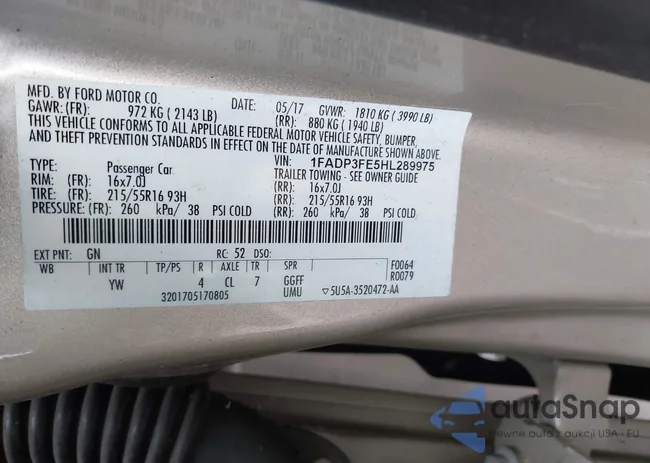 MFD. BY FORD MOTOR CO. DATE: 05/17 GVWR: 1810 KG ( 3990 LB)
GAWR: (FR): 972 KG ( 2143 LB) (RR): 880 KG ( 1940 LB)
THIS VEHICLE CONFORMS TO ALL APPLICABLE FEDERAL MOTOR VEHICLE SAFETY, BUMPER,
AND THEFT PREVENTION STANDARDS IN EFFECT ON THE DATE OF MANUFACTURE SHOWN ABOVE.
VIN: 1FADP3FE5HL289975
TYPE: Passenger Car TRAILER TOWING - SEE OWNER GUIDE
RIM: (FR): 16x7.0J (RR): 16x7.0J
TIRE: (FR): 215/55R16 93H (RR): 215/55R16 93H
PRESSURE: (FR): 260 kPa/ 38 PSI COLD (RR): 260 kPa/ 38 PSI COLD
EXT PNT: GN RC: 52 DSO: F0064
WB INT TR TP/PS R AXLE TR SPR R0079
YW 4 CL 7 GGFF
3201705170805 UMU ▽5U5A-3520472-AA
autaSnap
pewne auta z aukcji USA i EU